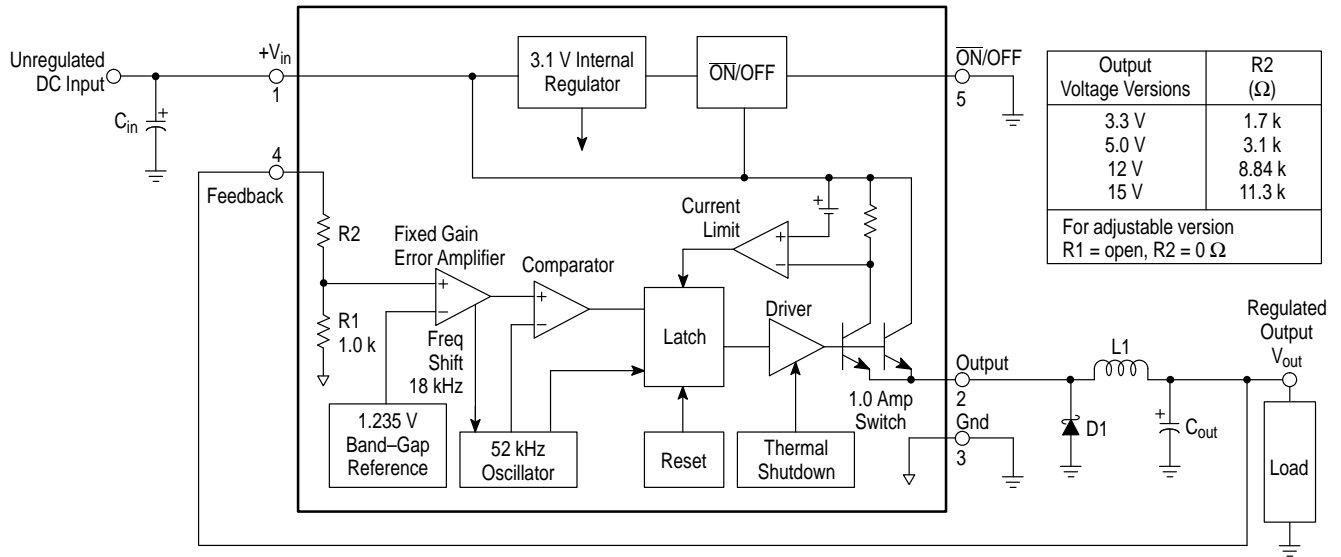 Unregulated
DC Input
+Vin
1
Cin
4
Feedback
3.1 V Internal
Regulator
ON/OFF
ON/OFF
5
Output
Voltage Versions
R2
(Ω)
3.3 V
1.7 k
5.0 V
3.1 k
12 V
8.84 k
15 V
11.3 k
For adjustable version
R1 = open, R2 = 0 Ω
R2
R1
1.0 k
Fixed Gain
Error Amplifier
+
–
Freq
Shift
18 kHz
Comparator
+
–
Current
Limit
+
–
+
Latch
Driver
1.0 Amp
Switch
1.235 V
Band–Gap
Reference
52 kHz
Oscillator
Reset
Thermal
Shutdown
Output
2
Gnd
3
L1
D1
+
Cout
Regulated
Output
Vout
Load
+